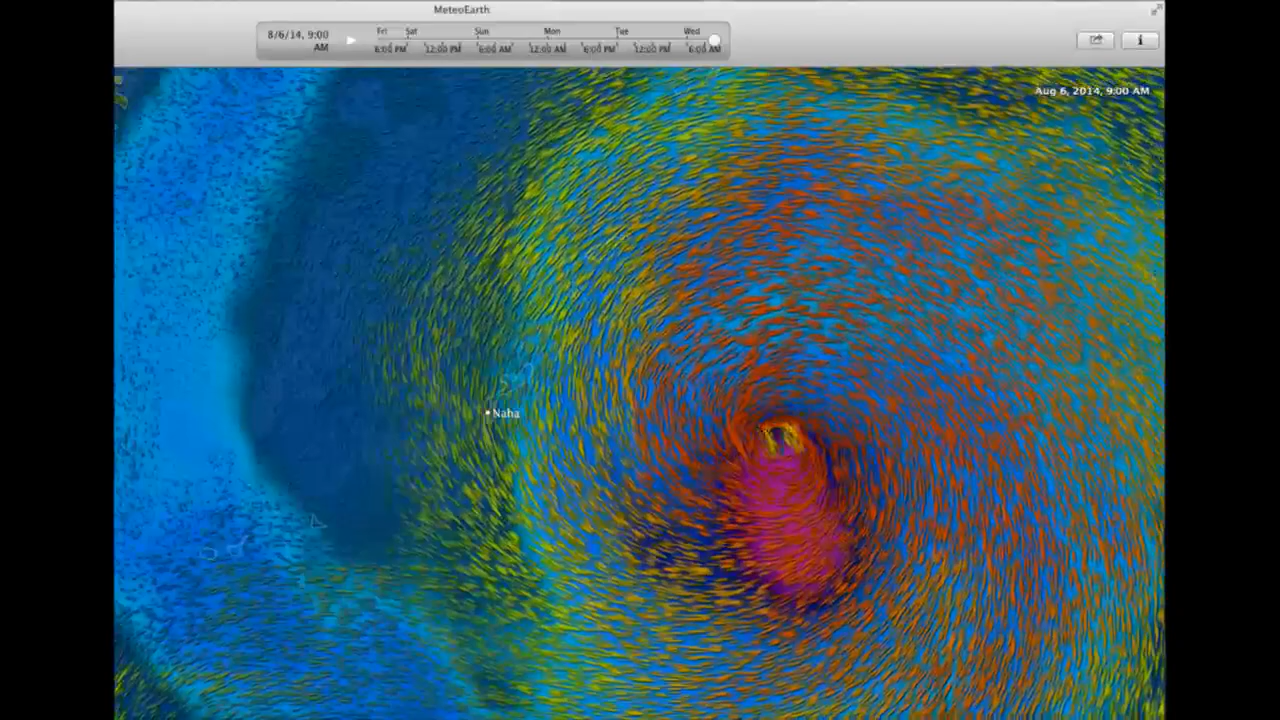 MeteoEarth
8/6/14, 9:00 AM
Fri Sat Sun Mon Tue Wed
6:00 PM 12:00 PM 6:00 AM 12:00 AM 6:00 PM 12:00 PM 6:00 AM
Aug 6, 2014, 9:00 AM
Naha